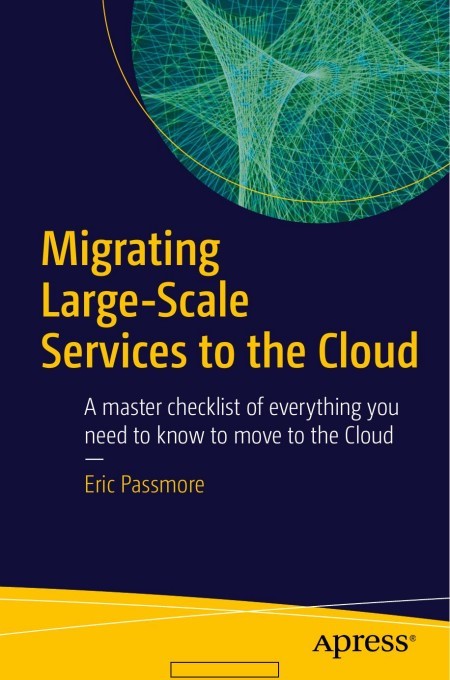 Migrating
Large-Scale
Services to the Cloud
A master checklist of everything you
need to know to move to the Cloud
—
Eric Passmore
Apress®